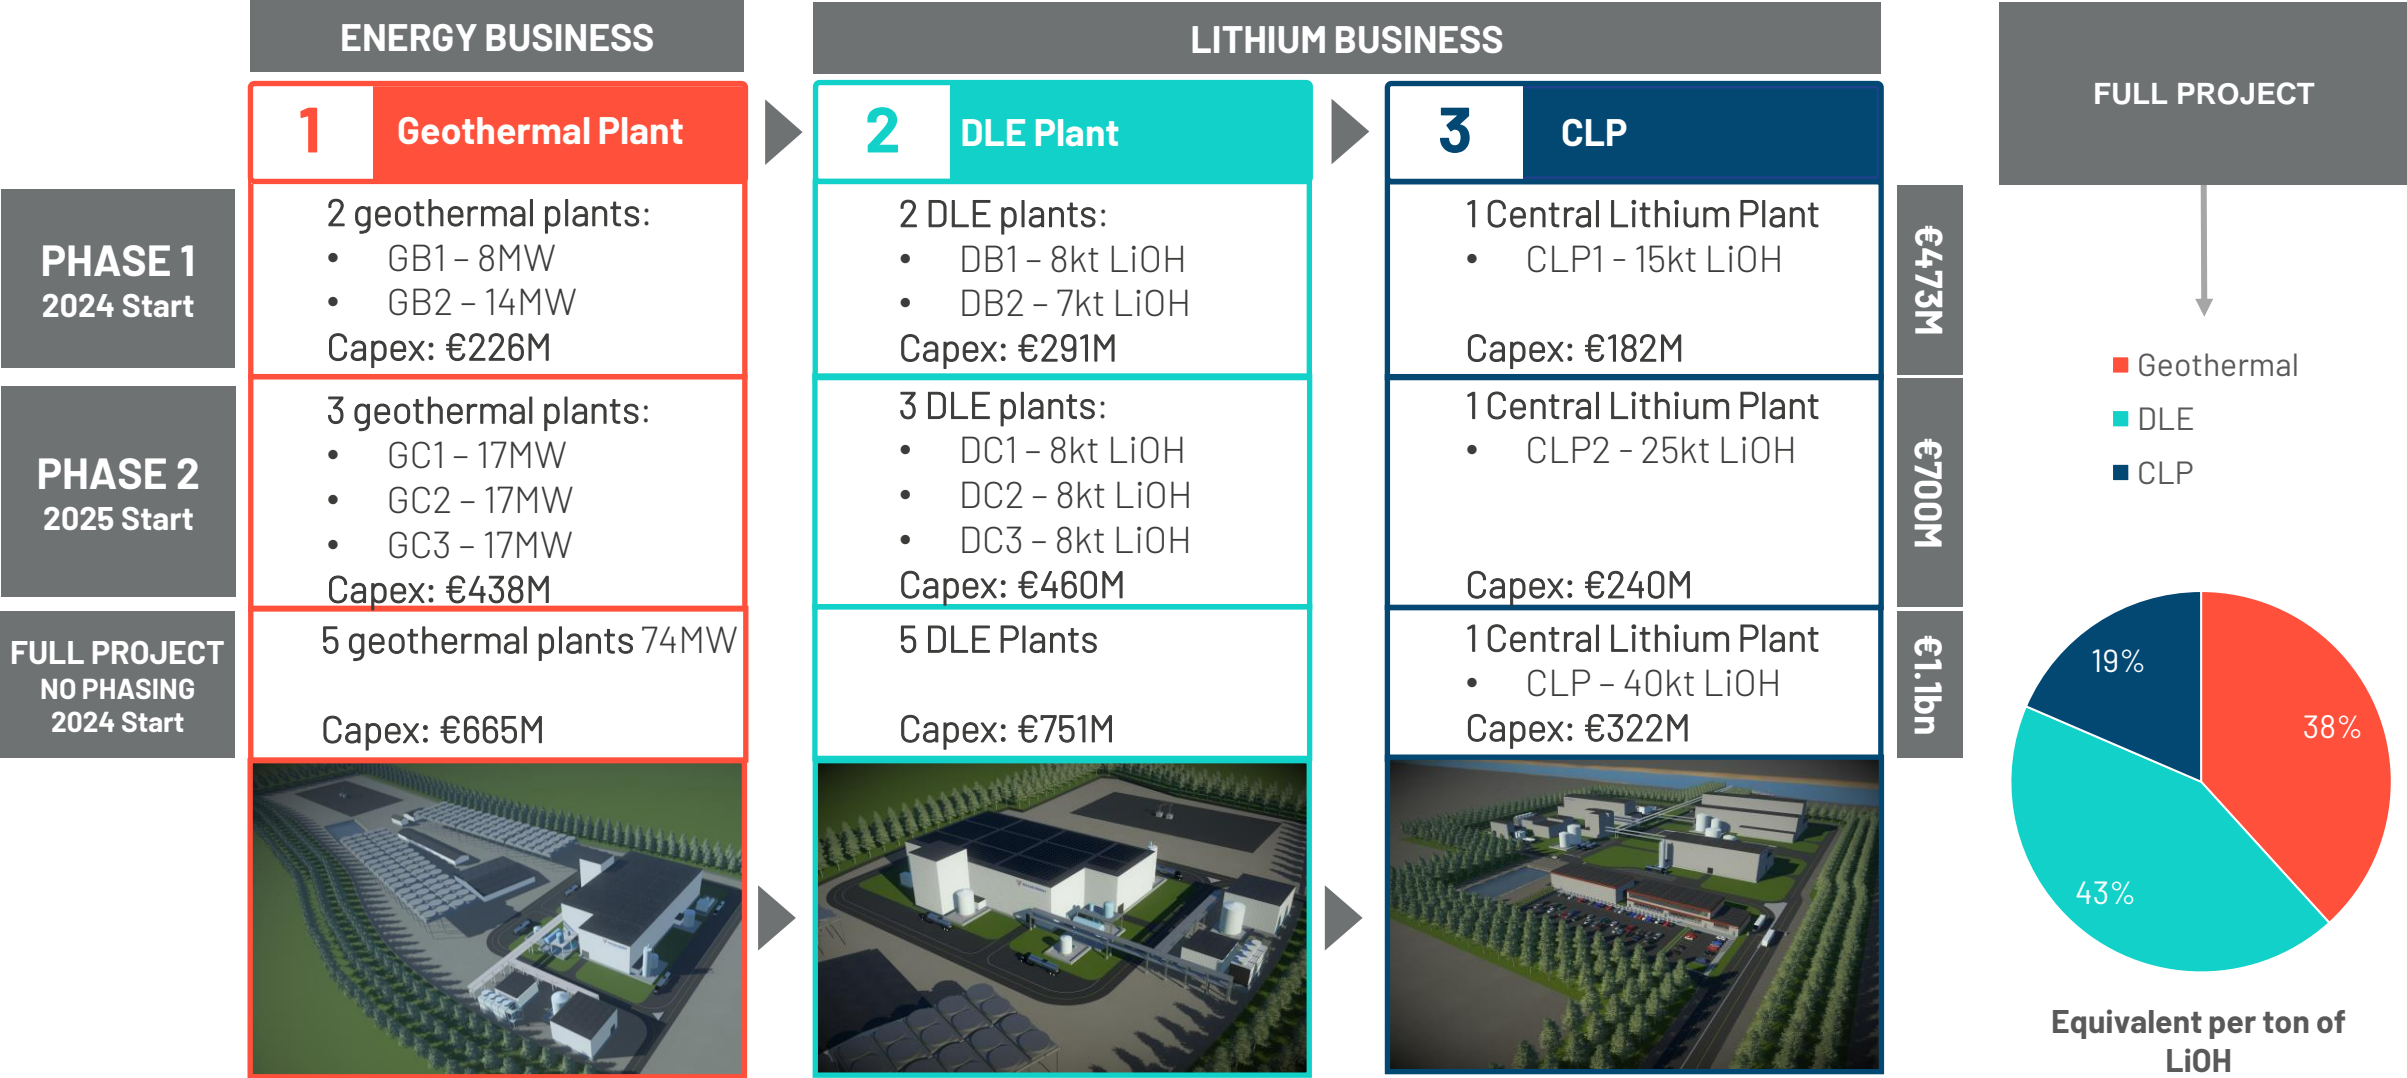 ENERGY BUSINESS
LITHIUM BUSINESS
FULL PROJECT
1
Geothermal Plant
2
DLE Plant
3
CLP
PHASE 1
2024 Start
2 geothermal plants:
• GB1 – 8MW
• GB2 – 14MW
Capex: €226M
2 DLE plants:
• DB1 – 8kt LiOH
• DB2 – 7kt LiOH
Capex: €291M
1 Central Lithium Plant
• CLP1 - 15kt LiOH
Capex: €182M
€473M
PHASE 2
2025 Start
3 geothermal plants:
• GC1 – 17MW
• GC2 – 17MW
• GC3 – 17MW
Capex: €438M
3 DLE plants:
• DC1 – 8kt LiOH
• DC2 – 8kt LiOH
• DC3 – 8kt LiOH
Capex: €460M
1 Central Lithium Plant
• CLP2 - 25kt LiOH
Capex: €240M
€700M
FULL PROJECT
NO PHASING
2024 Start
5 geothermal plants 74MW
Capex: €665M
5 DLE Plants
Capex: €751M
1 Central Lithium Plant
• CLP – 40kt LiOH
Capex: €322M
€1.1bn
Geothermal
DLE
CLP
19%
38%
43%
Equivalent per ton of
LiOH